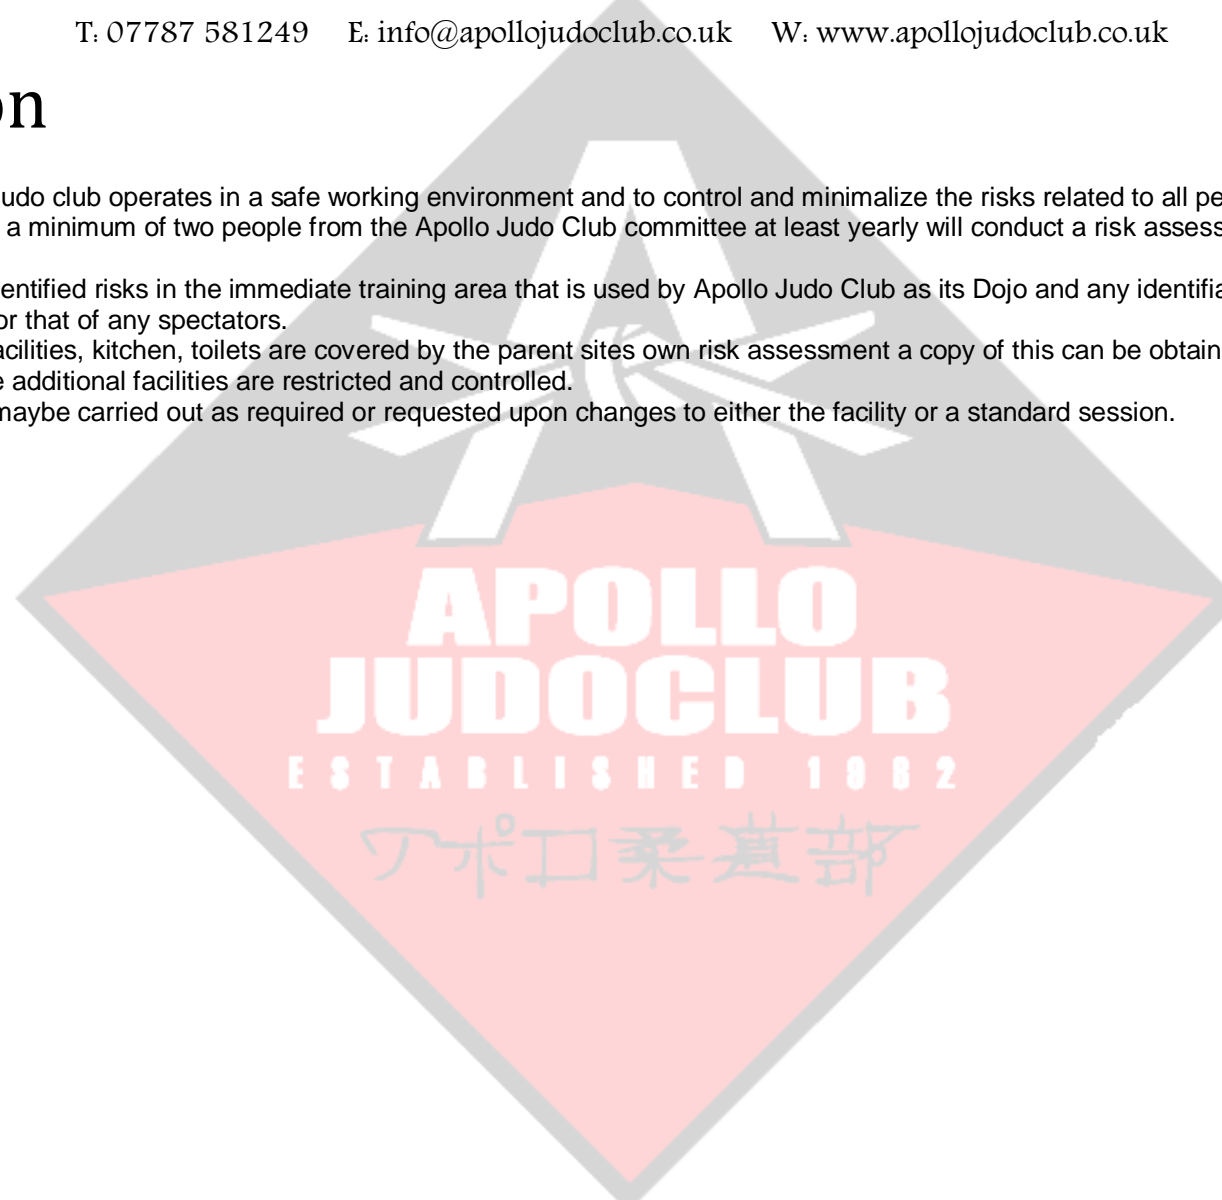 T: 07787 581249 E: info@apollojudoclub.co.uk W: www.apollojudoclub.co.uk
on
udo club operates in a safe working environment and to control and minimalize the risks related to all pe
a minimum of two people from the Apollo Judo Club committee at least yearly will conduct a risk assess
entified risks in the immediate training area that is used by Apollo Judo Club as its Dojo and any identifia
or that of any spectators.
acilities, kitchen, toilets are covered by the parent sites own risk assessment a copy of this can be obtain
e additional facilities are restricted and controlled.
maybe carried out as required or requested upon changes to either the facility or a standard session.
APOLLO
JUDOCLUB
ESTABLISHED 1982
アポロ柔道部